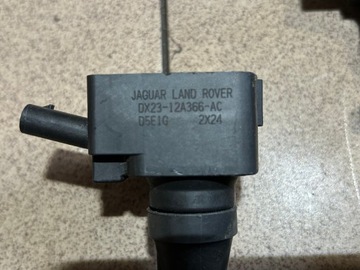 JAGUAR LAND ROVER
DX23-12A366-AC
D5E1G 2X24